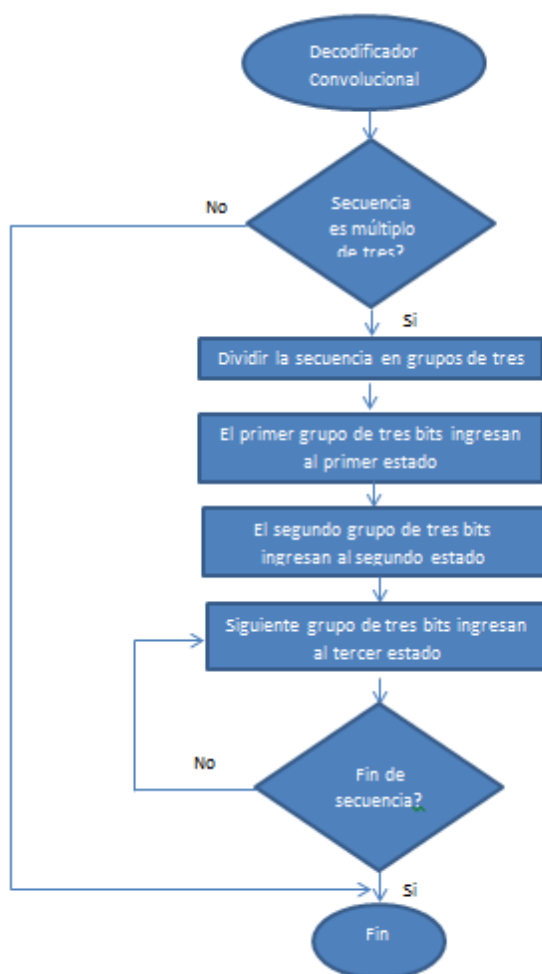 Decodificador
Convolucional
No
Secuencia
es múltiplo
de tres?
Si
Dividir la secuencia en grupos de tres
El primer grupo de tres bits ingresan
al primer estado
El segundo grupo de tres bits
ingresan al segundo estado
Siguiente grupo de tres bits ingresan
al tercer estado
No
Fin de
secuencia?
Si
Fin